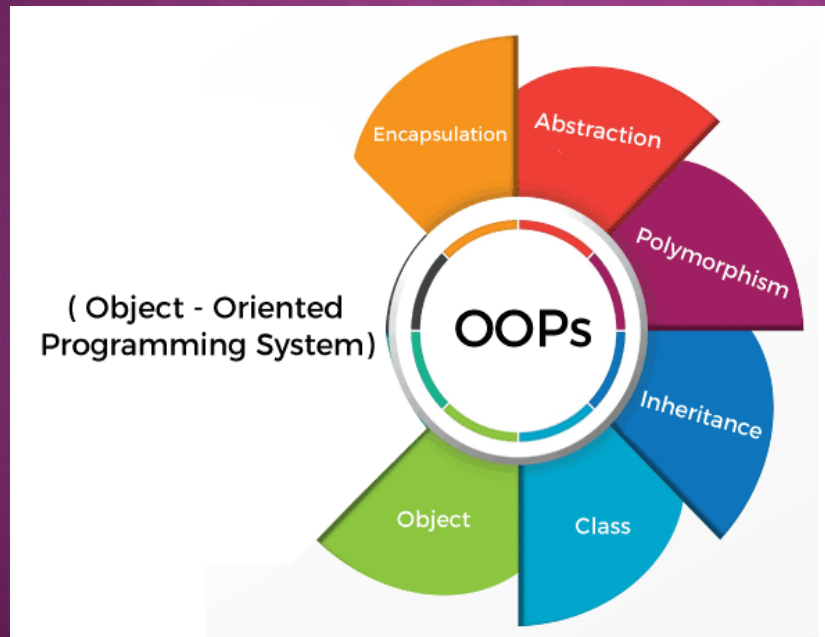 Encapsulation
Abstraction
Polymorphism
( Object - Oriented
Programming System)
OOPs
Inheritance
Object
Class